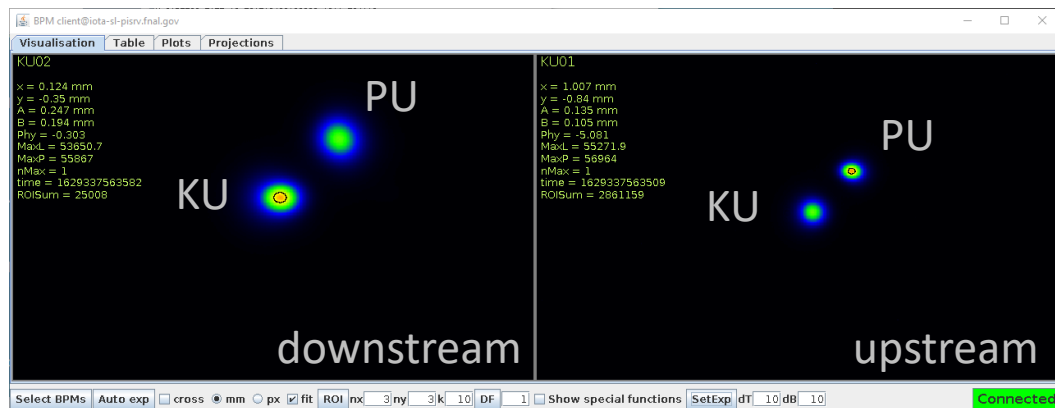 BPM client@iota-sl-pisrv.fnal.gov
Visualisation Table Plots Projections
KU02
x = 0.124 mm
y = -0.35 mm
A = 0.247 mm
B = 0.194 mm
Phy = -0.303
MaxL = 53650.7
MaxP = 55867
nMax = 1
time = 1629337563582
ROISum = 25008
PU
KU
downstream
KU01
x = 1.007 mm
y = -0.84 mm
A = 0.135 mm
B = 0.105 mm
Phy = -5.081
MaxL = 55271.9
MaxP = 56964
nMax = 1
time = 1629337563509
ROISum = 2861159
PU
KU
upstream
Select BPMs Auto exp cross mm px fit ROI nx 3 ny 3 k 10 DF 1 Show special functions SetExp dT 10 dB 10 Connected